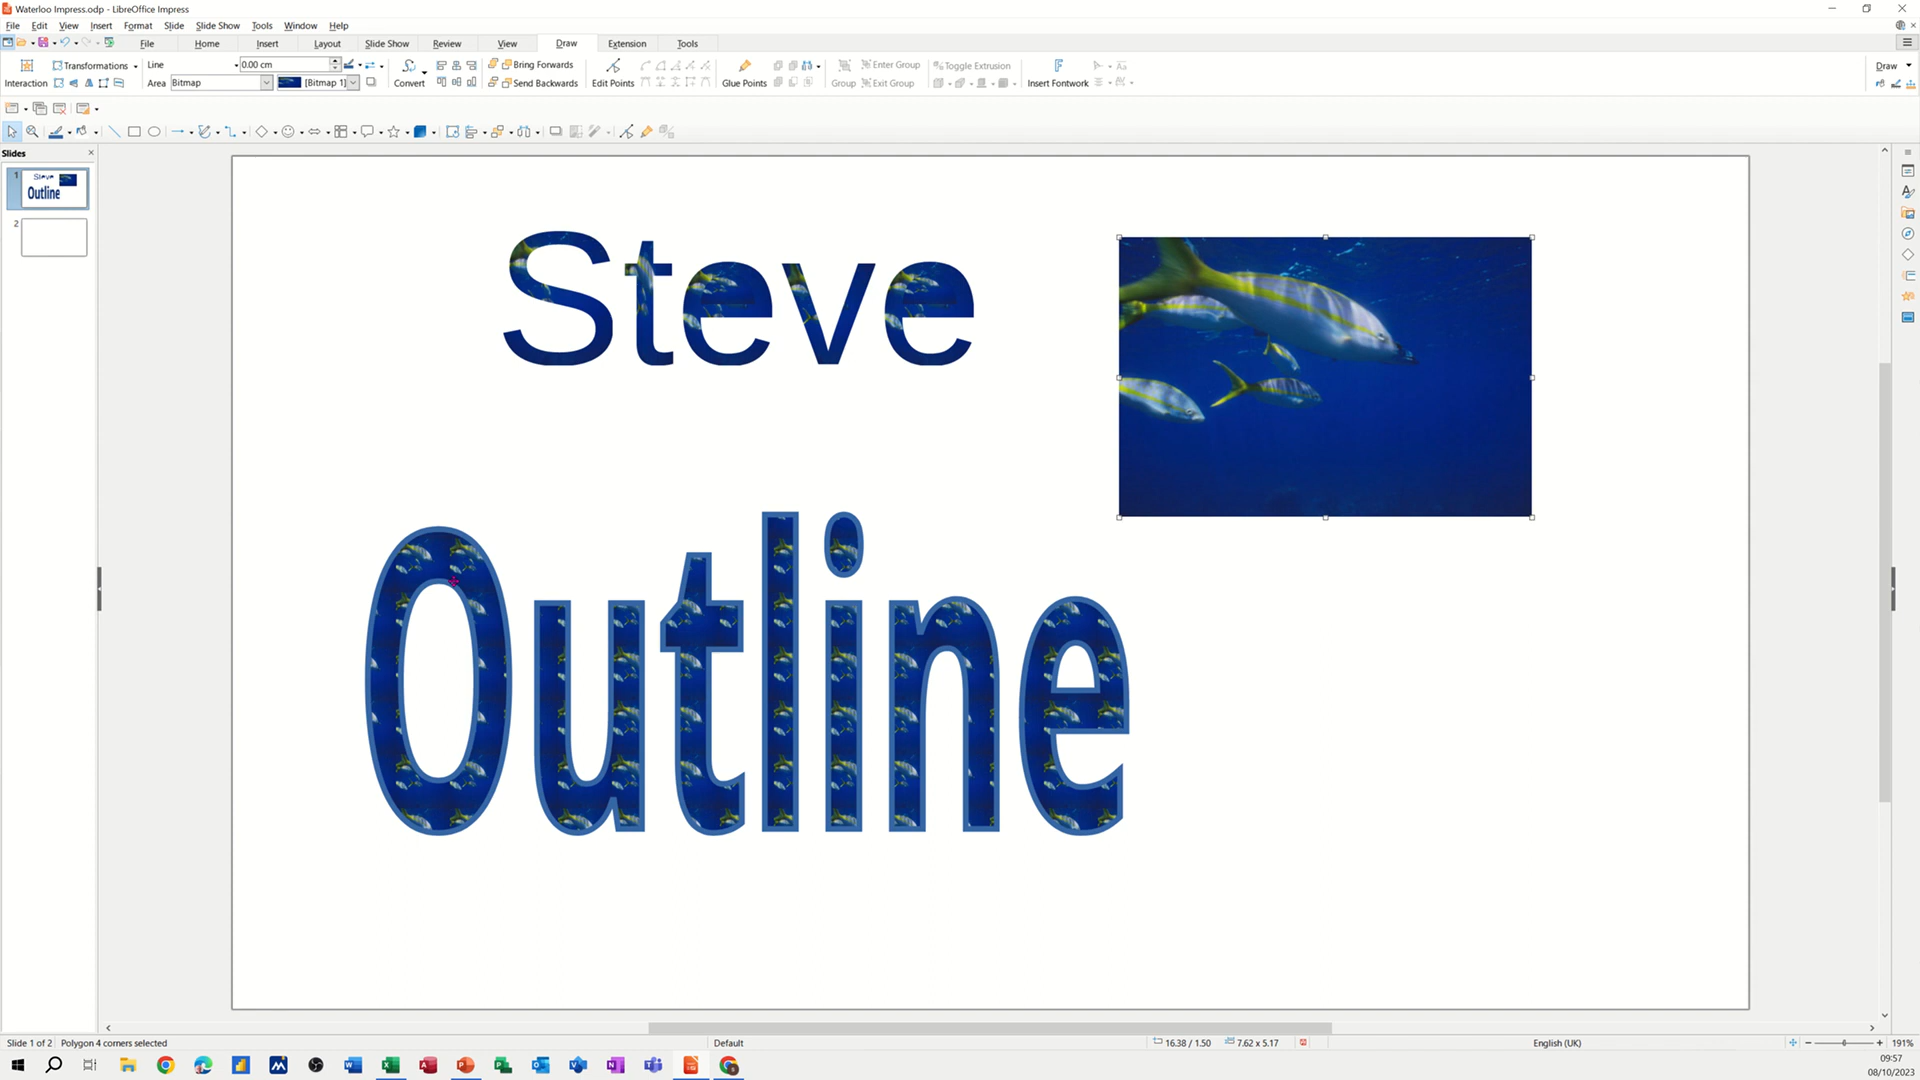 Waterloo Impress.odp - LibreOffice Impress
File Edit View Insert Format Slide Slide Show Tools Window Help
File Home Insert Layout Slide Show Review View Draw Extension Tools
Transformations Line 0.00 cm Bring Forwards Enter Group Toggle Extrusion Draw
Interaction Area Bitmap [Bitmap 1] Convert Send Backwards Edit Points Glue Points Group Exit Group Insert Fontwork
Slides
1 Steve
Outline
2
Steve
Outline
Slide 1 of 2 Polygon 4 corners selected Default 16.38 / 1.50 7.62 x 5.17 English (UK) 191%
09:57
08/10/2023